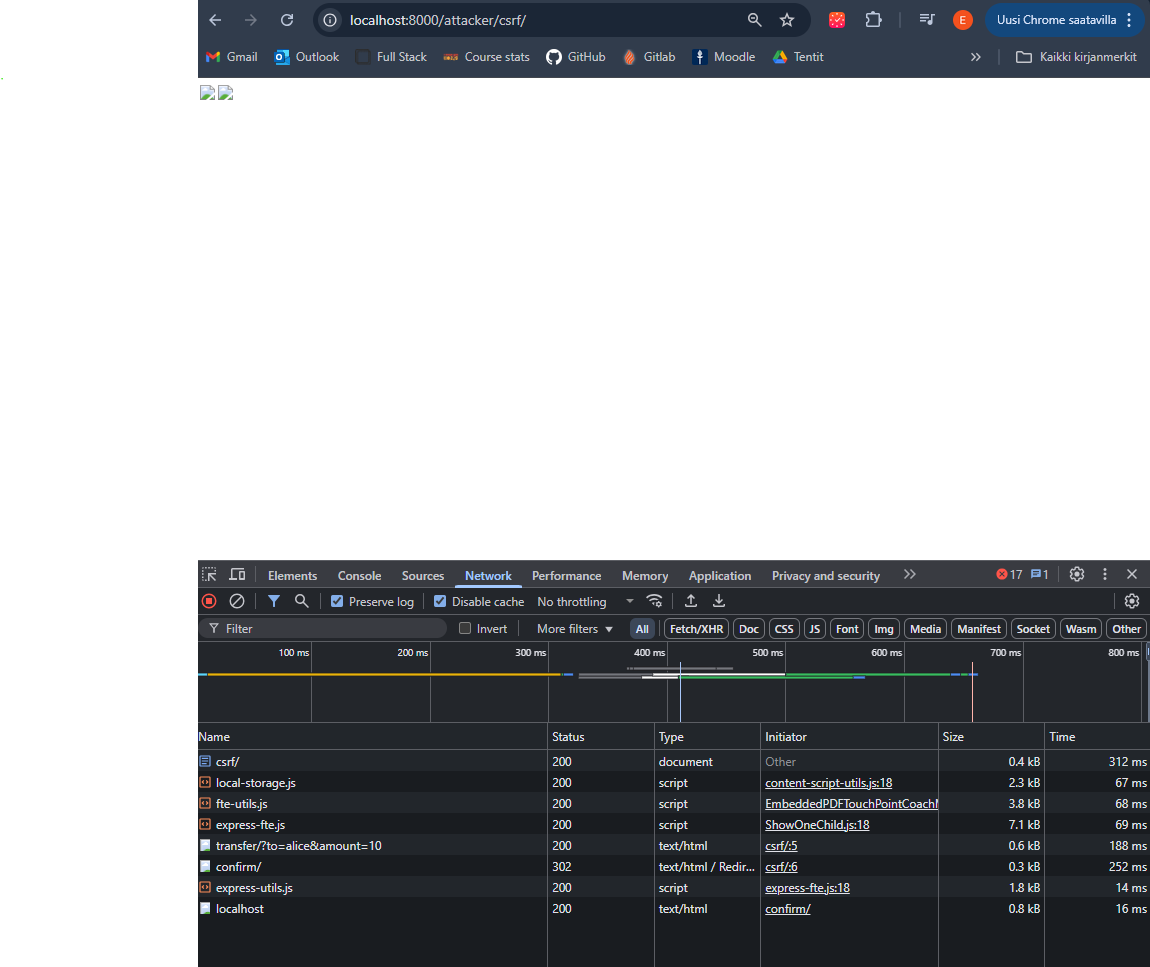 localhost:8000/attacker/csrf/ E Uusi Chrome saatavilla
Gmail Outlook Full Stack Course stats GitHub Gitlab Moodle Tentit » Kaikki kirjanmerkit
Elements Console Sources Network Performance Memory Application Privacy and security 17 1
Preserve log Disable cache No throttling
Filter Invert More filters All Fetch/XHR Doc CSS JS Font Img Media Manifest Socket Wasm Other
100 ms 200 ms 300 ms 400 ms 500 ms 600 ms 700 ms 800 ms
Name Status Type Initiator Size Time
csrf/ 200 document Other 0.4 kB 312 ms
local-storage.js 200 script content-script-utils.js:18 2.3 kB 67 ms
fte-utils.js 200 script EmbeddedPDFTouchPointCoach 3.8 kB 68 ms
express-fte.js 200 script ShowOneChild.js:18 7.1 kB 69 ms
transfer/?to=alice&amount=10 200 text/html csrf/:5 0.6 kB 188 ms
confirm/ 302 text/html / Redir... csrf/:6 0.3 kB 252 ms
express-utils.js 200 script express-fte.js:18 1.8 kB 14 ms
localhost 200 text/html confirm/ 0.8 kB 16 ms